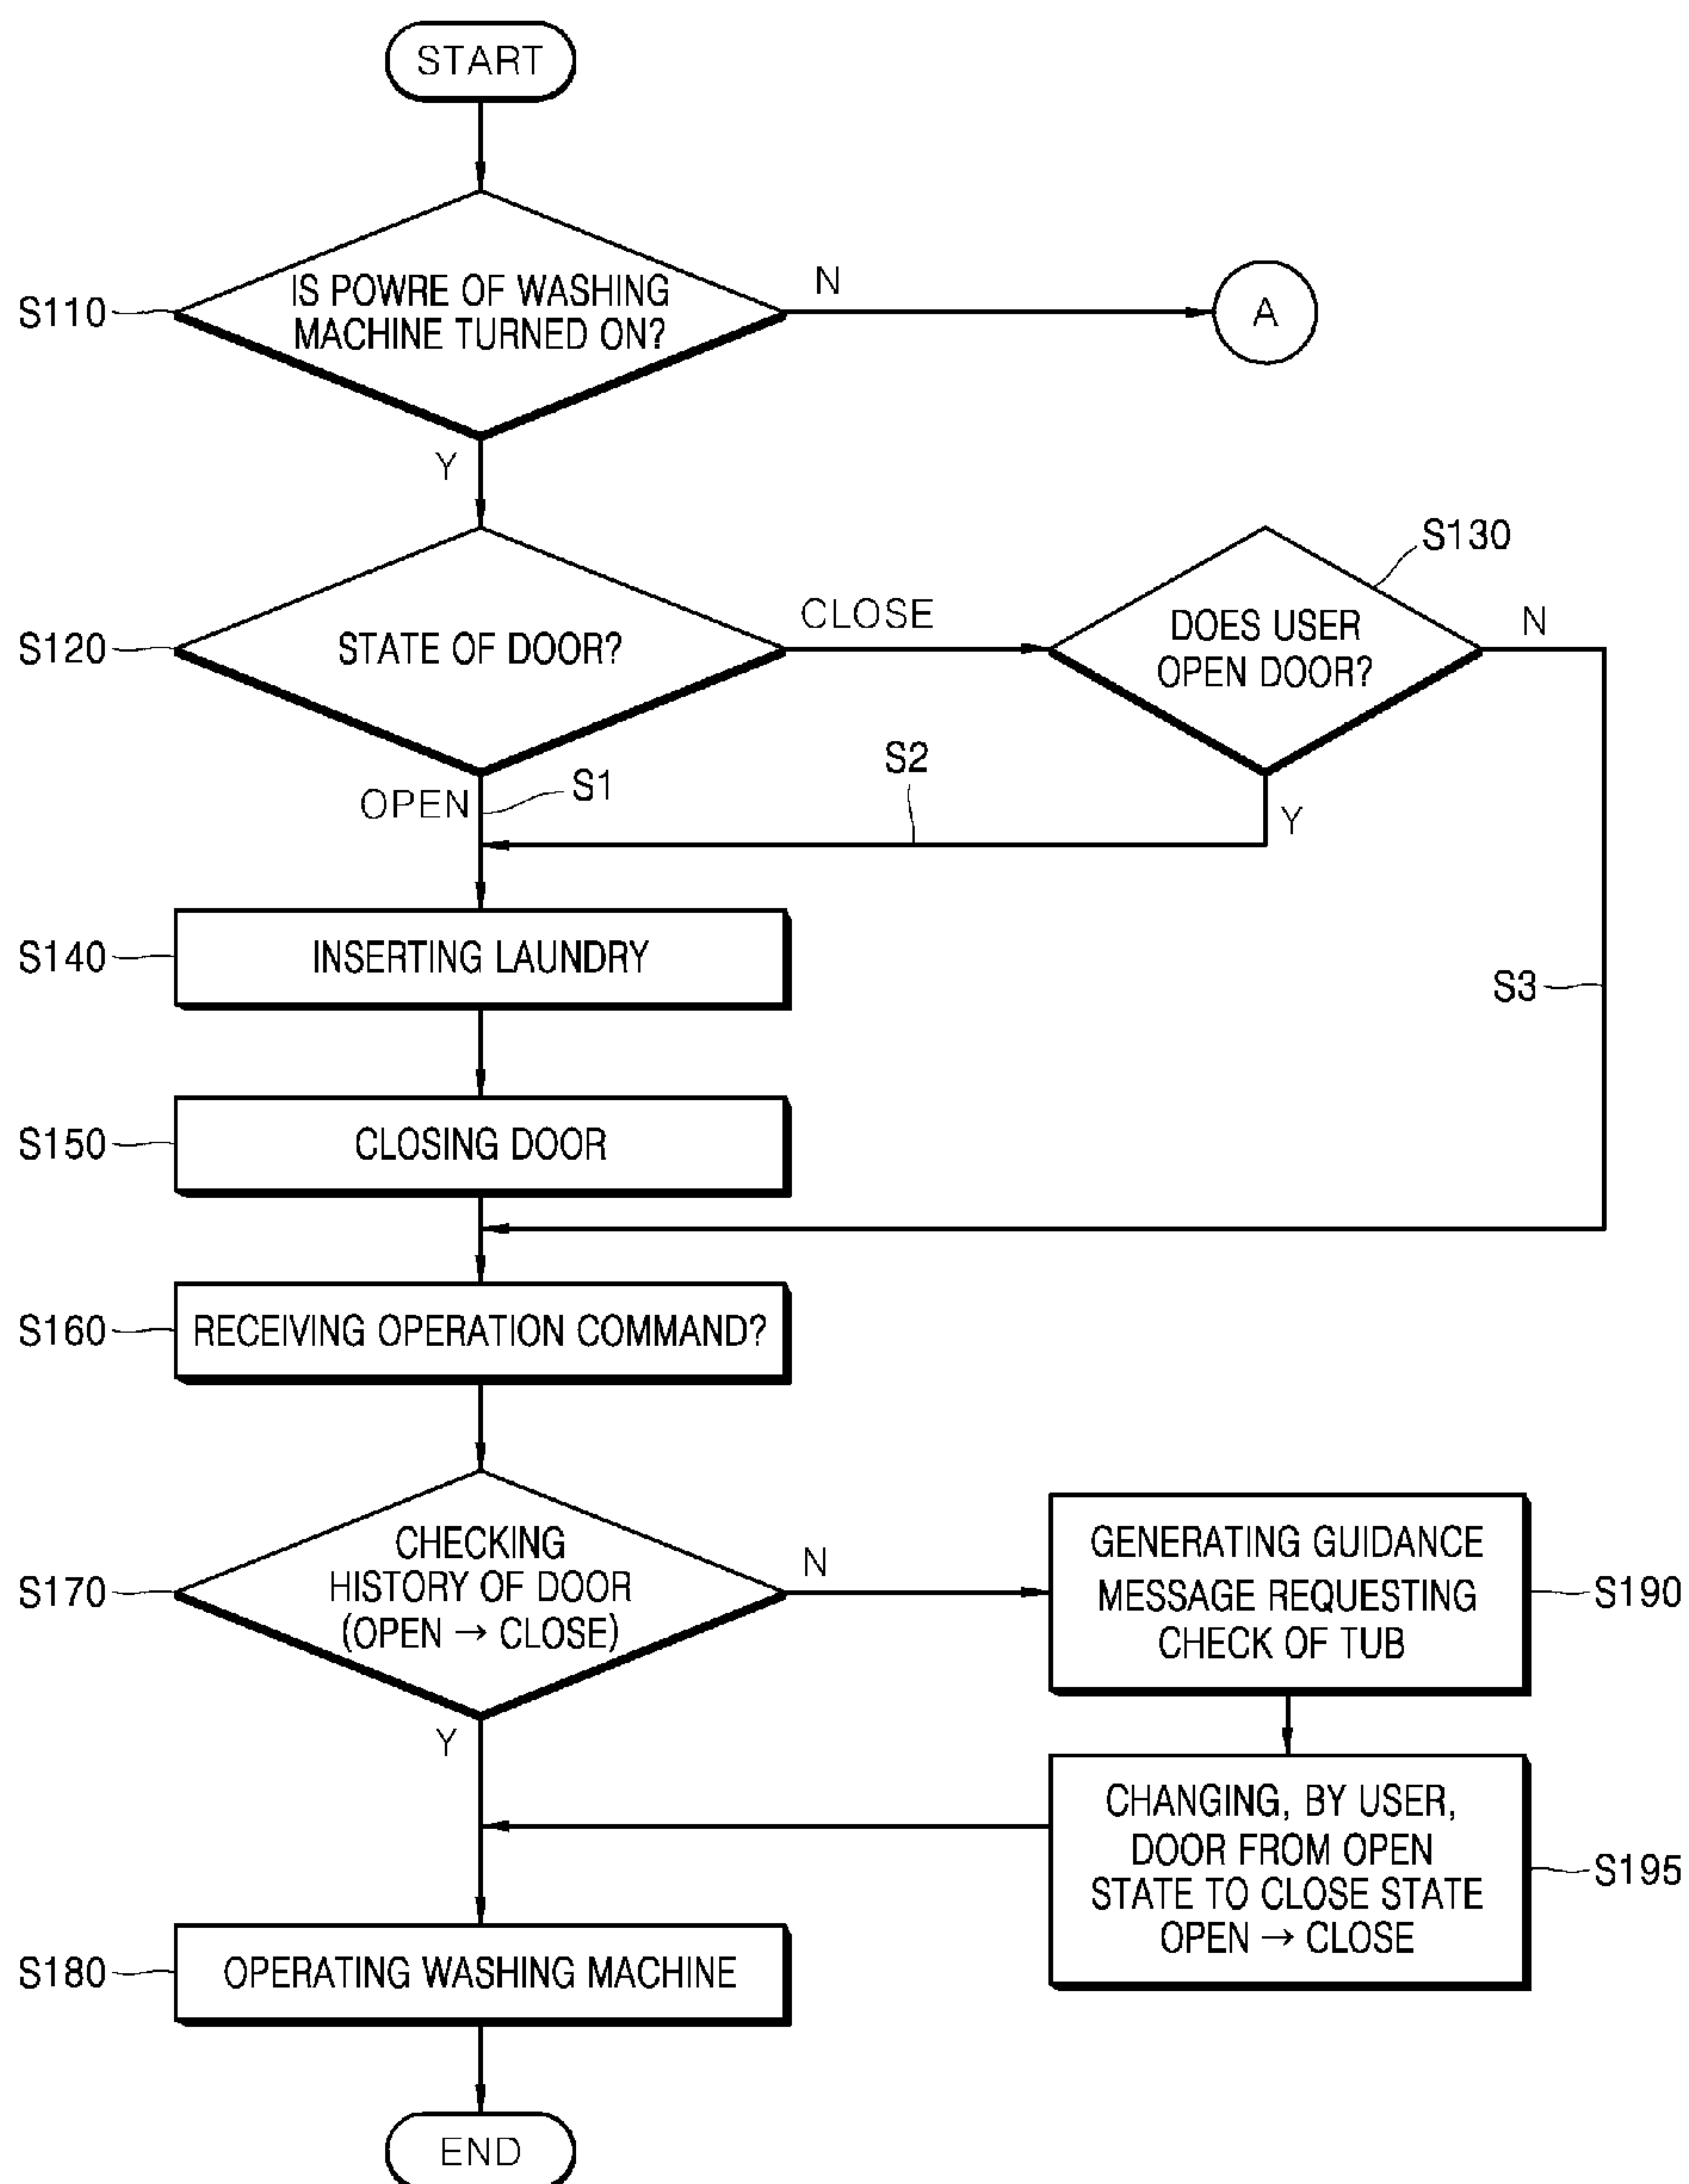 START
S110
IS POWRE OF WASHING
MACHINE TURNED ON?
N
A
Y
S120
STATE OF DOOR?
CLOSE
S130
DOES USER
OPEN DOOR?
N
OPEN
S1
S2
Y
S140
INSERTING LAUNDRY
S3
S150
CLOSING DOOR
S160
RECEIVING OPERATION COMMAND?
S170
CHECKING
HISTORY OF DOOR
(OPEN → CLOSE)
N
GENERATING GUIDANCE
MESSAGE REQUESTING
CHECK OF TUB
S190
Y
CHANGING, BY USER,
DOOR FROM OPEN
STATE TO CLOSE STATE
OPEN → CLOSE
S195
S180
OPERATING WASHING MACHINE
END